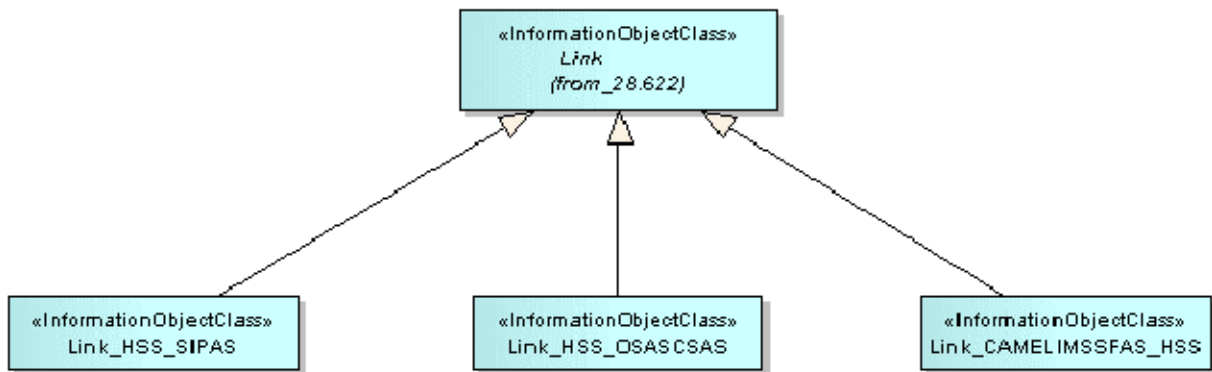 «InformationObjectClass»
Link
(from_28.622)
«InformationObjectClass»
Link_HSS_SIPAS
«InformationObjectClass»
Link_HSS_OSASCSAS
«InformationObjectClass»
Link_CAMELIMSSFAS_HSS